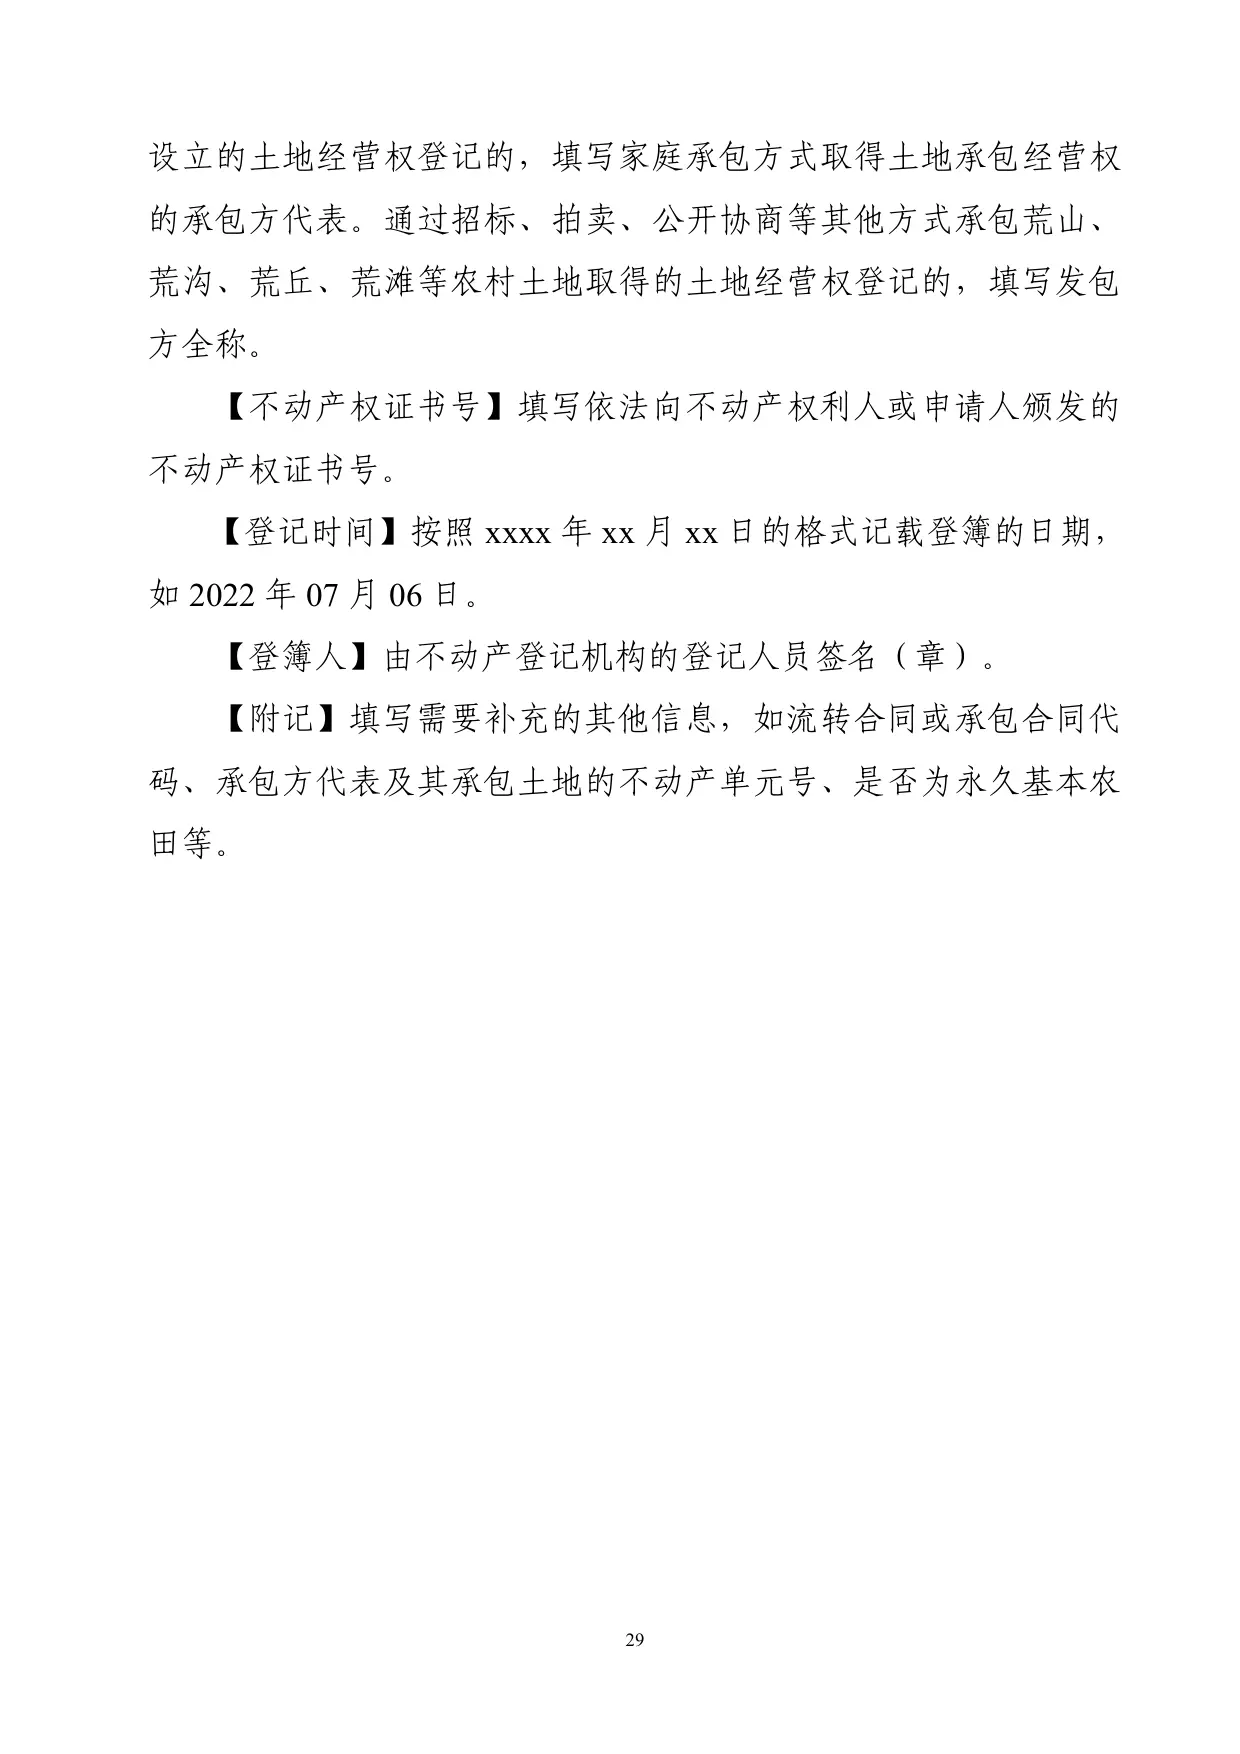 设立的土地经营权登记的，填写家庭承包方式取得土地承包经营权
的承包方代表。通过招标、拍卖、公开协商等其他方式承包荒山、
荒沟、荒丘、荒滩等农村土地取得的土地经营权登记的，填写发包
方全称。
【不动产权证书号】填写依法向不动产权利人或申请人颁发的
不动产权证书号。
【登记时间】按照 xxxx 年 xx 月 xx 日的格式记载登簿的日期，
如 2022 年 07 月 06 日。
【登簿人】由不动产登记机构的登记人员签名（章）。
【附记】填写需要补充的其他信息，如流转合同或承包合同代
码、承包方代表及其承包土地的不动产单元号、是否为永久基本农
田等。
29